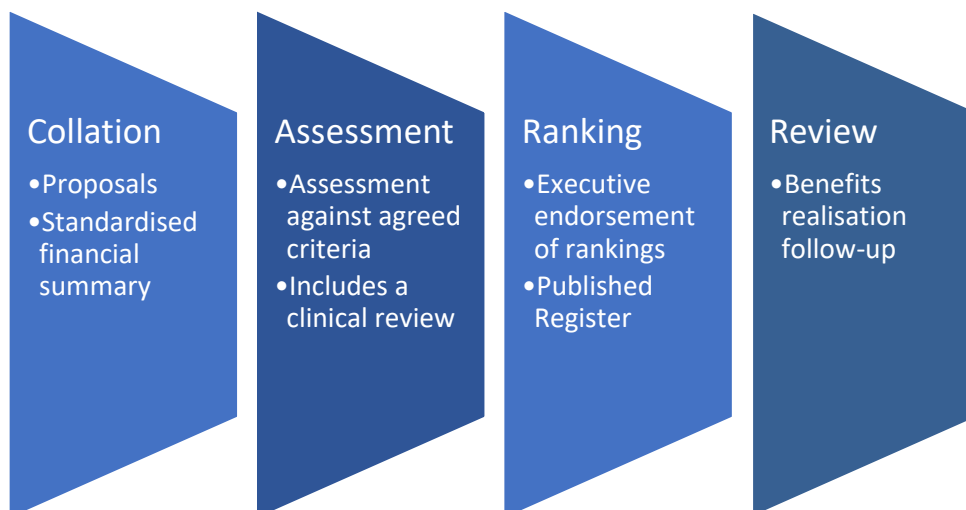 Collation
•Proposals
•Standardised
financial
summary
Assessment
•Assessment
against agreed
criteria
•Includes a
clinical review
Ranking
•Executive
endorsement
of rankings
•Published
Register
Review
•Benefits
realisation
follow-up